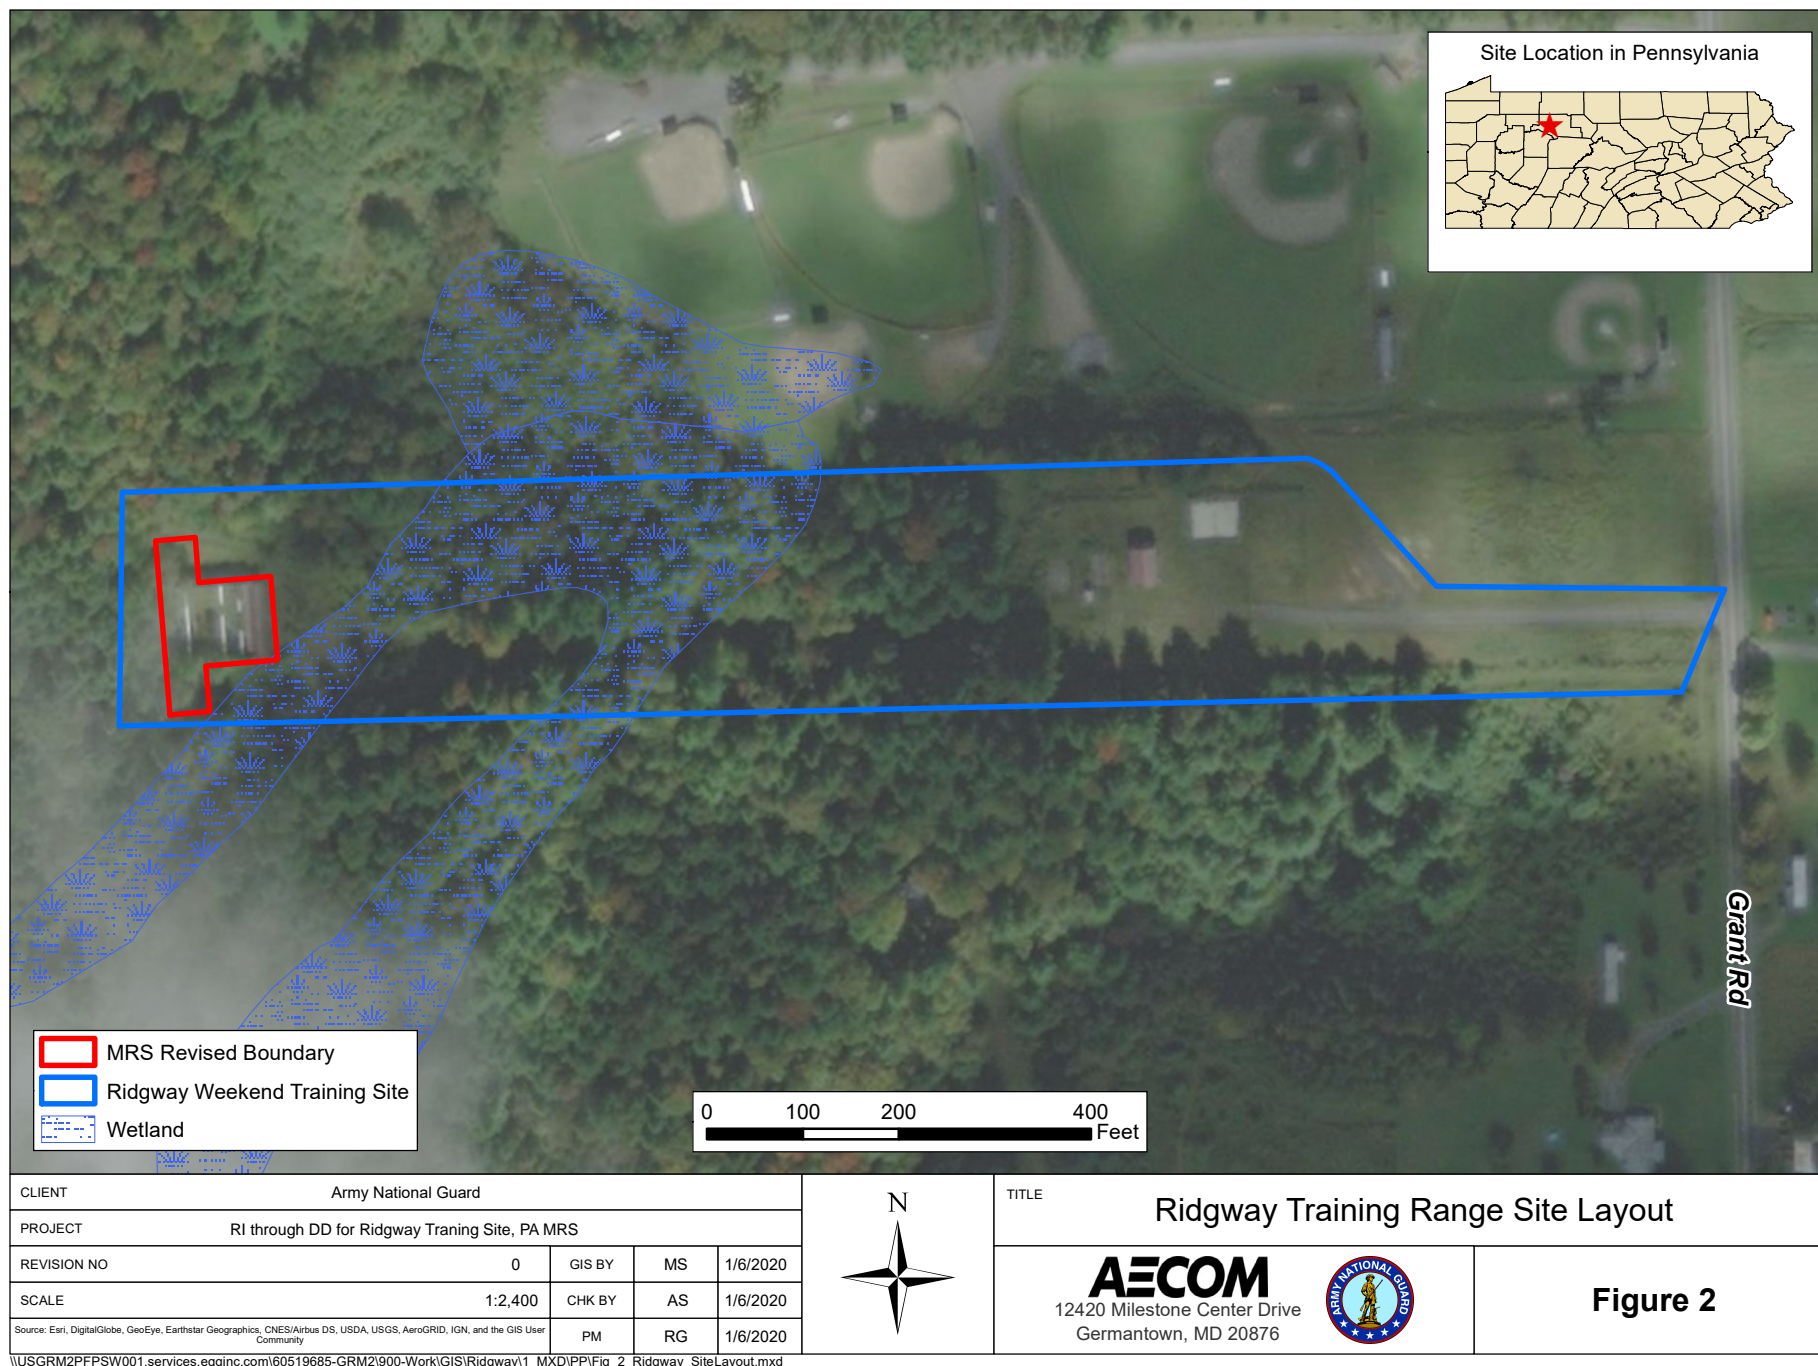 Site Location in Pennsylvania
Grant Rd
MRS Revised Boundary
Ridgway Weekend Training Site
Wetland
0 100 200 400
Feet
CLIENT Army National Guard
PROJECT RI through DD for Ridgway Traning Site, PA MRS
REVISION NO 0 GIS BY MS 1/6/2020
SCALE 1:2,400 CHK BY AS 1/6/2020
Source: Esri, DigitalGlobe, GeoEye, Earthstar Geographics, CNES/Airbus DS, USDA, USGS, AeroGRID, IGN, and the GIS User
Community
PM RG 1/6/2020
N
TITLE
Ridgway Training Range Site Layout
AECOM
12420 Milestone Center Drive
Germantown, MD 20876
ARMY NATIONAL GUARD
Figure 2
\\USGRM2PFPSW001.services.egginc.com\60519685-GRM2\900-Work\GIS\Ridgway\1_MXD\PP\Fig_2_Ridgway_SiteLayout.mxd